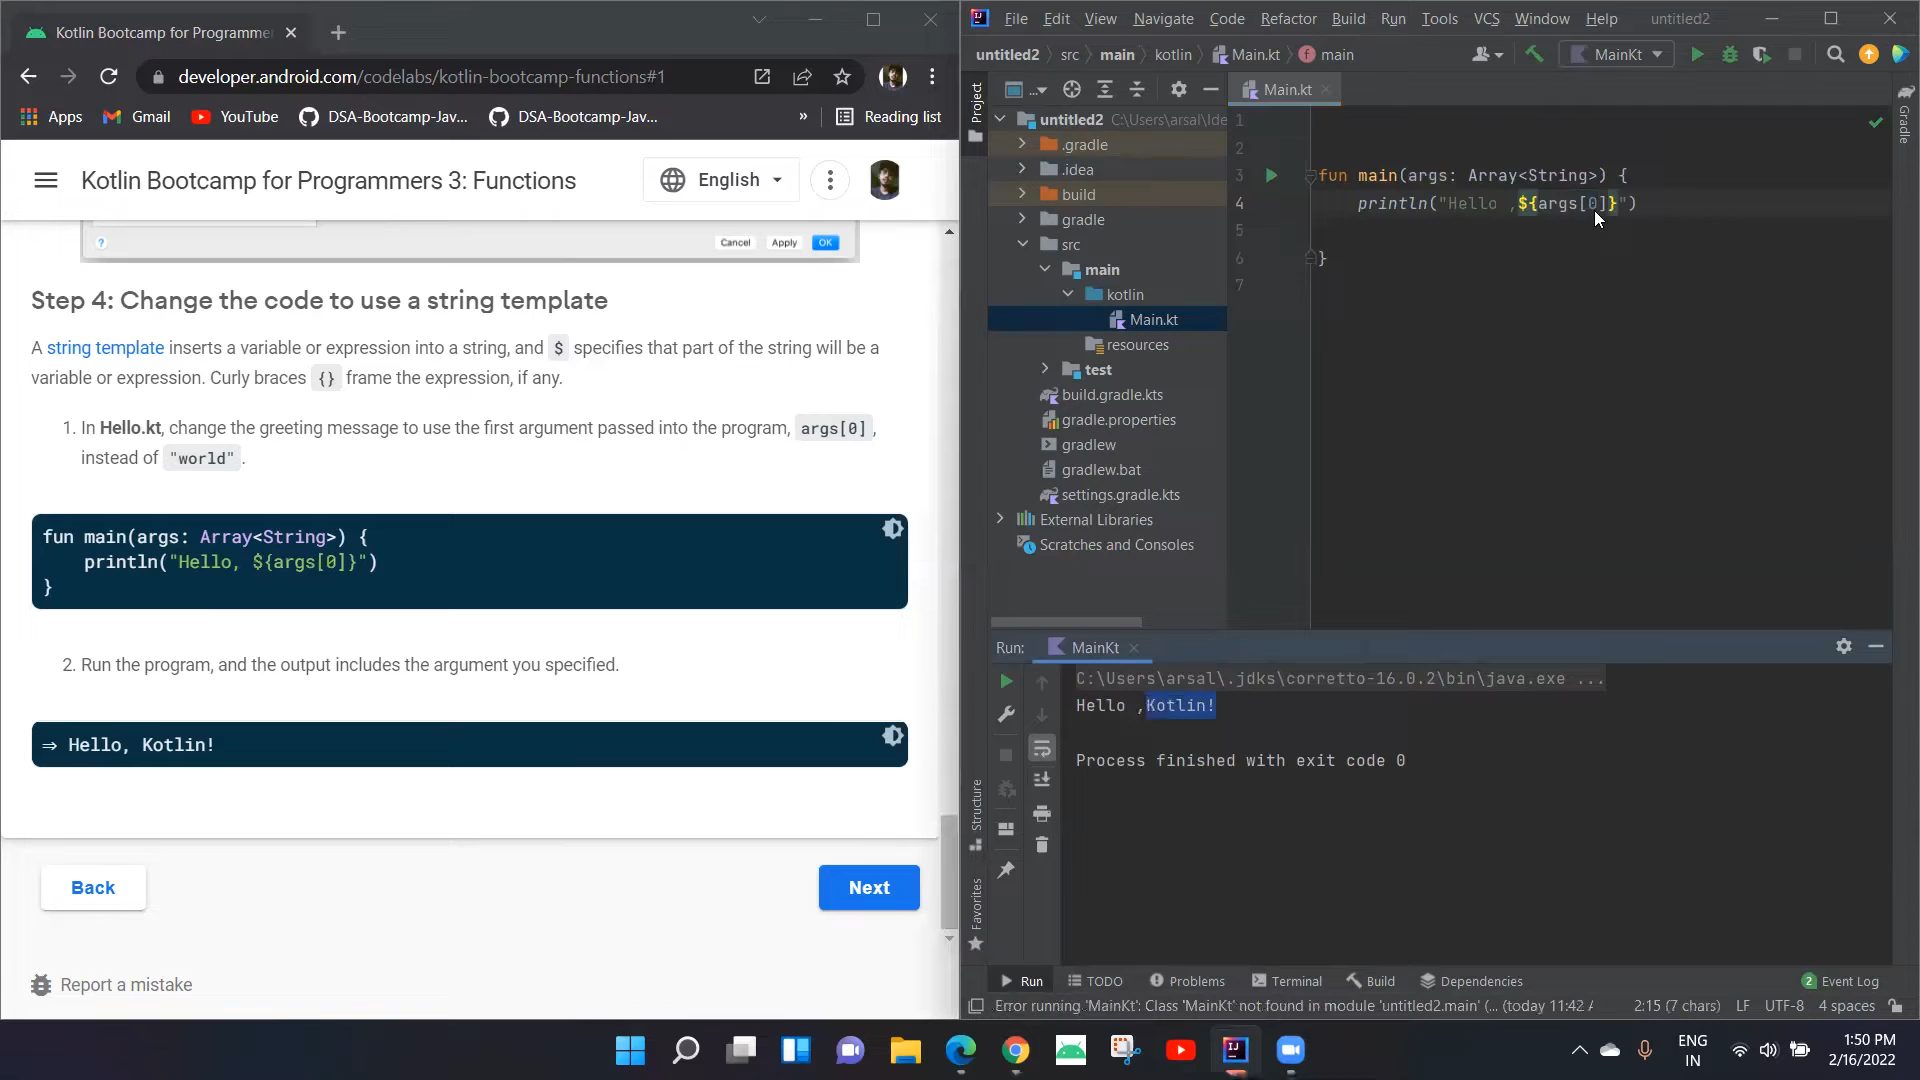 Kotlin Bootcamp for Programme
developer.android.com/codelabs/kotlin-bootcamp-functions#1
Apps
Gmail
YouTube
DSA-Bootcamp-Jav...
DSA-Bootcamp-Jav...
»
Reading list
Kotlin Bootcamp for Programmers 3: Functions
English
?
Cancel
Apply
OK
Step 4: Change the code to use a string template
A string template inserts a variable or expression into a string, and $ specifies that part of the string will be a
variable or expression. Curly braces {} frame the expression, if any.
1. In Hello.kt, change the greeting message to use the first argument passed into the program, args[0],
instead of "world".
fun main(args: Array<String>) {
println("Hello, ${args[0]}")
}
2. Run the program, and the output includes the argument you specified.
⇒ Hello, Kotlin!
Back
Next
Report a mistake
File Edit View Navigate Code Refactor Build Run Tools VCS Window Help untitled2
untitled2 src main kotlin Main.kt main
MainKt
Project
...
Main.kt
Gradle
untitled2 C:\Users\arsal\Ide
.gradle
.idea
build
gradle
src
main
kotlin
Main.kt
resources
test
build.gradle.kts
gradle.properties
gradlew
gradlew.bat
settings.gradle.kts
External Libraries
Scratches and Consoles
1
2
3 fun main(args: Array<String>) {
4 println("Hello ,${args[0]}")
5
6 }
7
Run: MainKt
C:\Users\arsal\.jdks\corretto-16.0.2\bin\java.exe ...
Hello ,Kotlin!
Process finished with exit code 0
Structure
Favorites
Run
TODO
Problems
Terminal
Build
Dependencies
2 Event Log
Error running 'MainKt': Class 'MainKt' not found in module 'untitled2.main' (... (today 11:42 A
2:15 (7 chars)
LF
UTF-8
4 spaces
ENG
IN
1:50 PM
2/16/2022